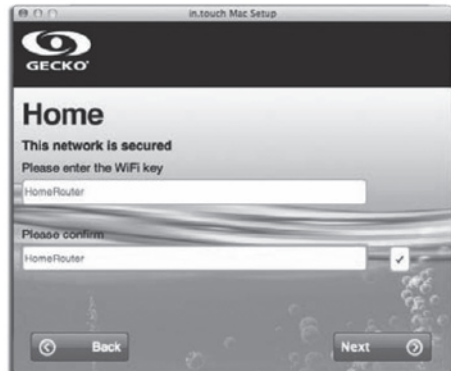 in.touch Mac Setup
GECKO
Home
This network is secured
Please enter the WiFi key
HomeRouter
Please confirm
HomeRouter
Back
Next